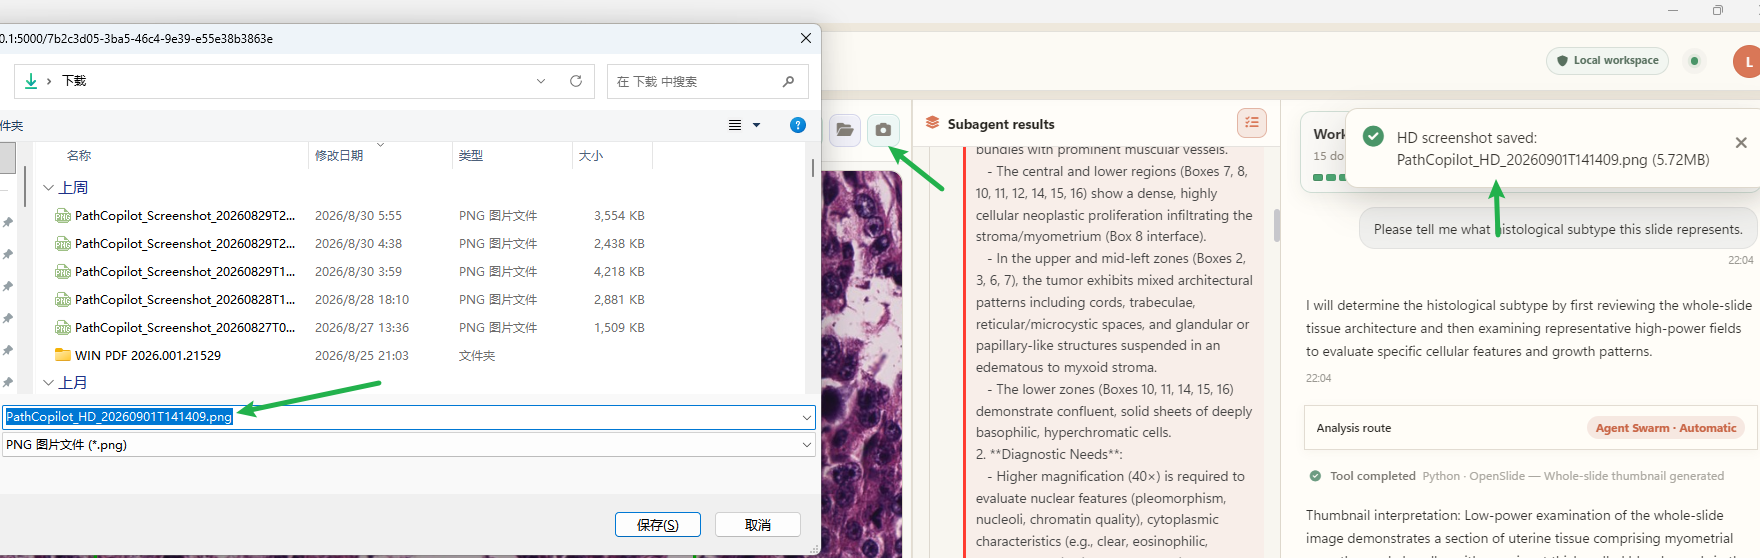 0.1:5000/7b2c3d05-3ba5-46c4-9e39-e55e38b3863e
下载
在 下载 中搜索
件夹
名称
修改日期
类型
大小
上周
PathCopilot_Screenshot_20260829T2... 2026/8/30 5:55 PNG 图片文件 3,554 KB
PathCopilot_Screenshot_20260829T2... 2026/8/30 4:38 PNG 图片文件 2,438 KB
PathCopilot_Screenshot_20260829T1... 2026/8/30 3:59 PNG 图片文件 4,218 KB
PathCopilot_Screenshot_20260828T1... 2026/8/28 18:10 PNG 图片文件 2,881 KB
PathCopilot_Screenshot_20260827T0... 2026/8/27 13:36 PNG 图片文件 1,509 KB
WIN PDF 2026.001.21529 2026/8/25 21:03 文件夹
上月
PathCopilot_HD_20260901T141409.png
PNG 图片文件 (*.png)
保存(S)
取消
Local workspace
L
Subagent results
bundles with prominent muscular vessels.
- The central and lower regions (Boxes 7, 8,
10, 11, 12, 14, 15, 16) show a dense, highly
cellular neoplastic proliferation infiltrating the
stroma/myometrium (Box 8 interface).
- In the upper and mid-left zones (Boxes 2,
3, 6, 7), the tumor exhibits mixed architectural
patterns including cords, trabeculae,
reticular/microcystic spaces, and glandular or
papillary-like structures suspended in an
edematous to myxoid stroma.
- The lower zones (Boxes 10, 11, 14, 15, 16)
demonstrate confluent, solid sheets of deeply
basophilic, hyperchromatic cells.
2. **Diagnostic Needs**:
- Higher magnification (40×) is required to
evaluate nuclear features (pleomorphism,
nucleoli, chromatin quality), cytoplasmic
characteristics (e.g., clear, eosinophilic,
Work
15 do
HD screenshot saved:
PathCopilot_HD_20260901T141409.png (5.72MB)
Please tell me what histological subtype this slide represents.
22:04
I will determine the histological subtype by first reviewing the whole-slide
tissue architecture and then examining representative high-power fields
to evaluate specific cellular features and growth patterns.
22:04
Analysis route
Agent Swarm · Automatic
Tool completed Python · OpenSlide — Whole-slide thumbnail generated
Thumbnail interpretation: Low-power examination of the whole-slide
image demonstrates a section of uterine tissue comprising myometrial